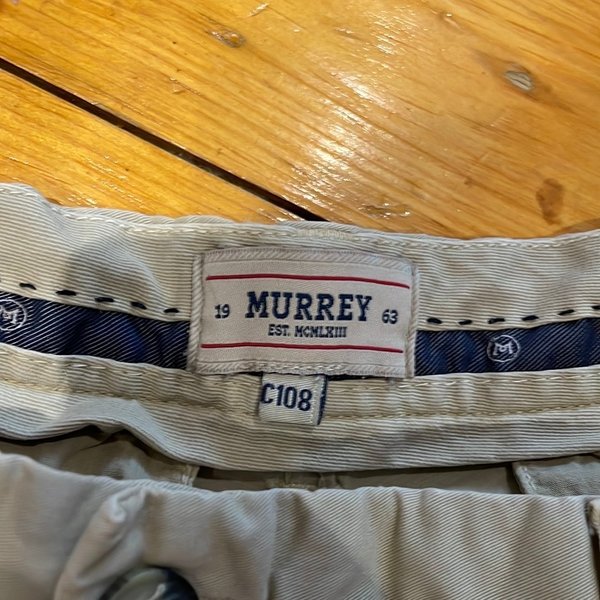 19 MURREY 63
EST. MCMLXIII
C108
M
M